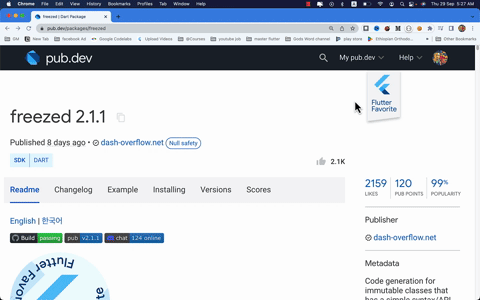 Chrome File Edit View History Bookmarks Profiles Tab Window Help
Thu 29 Sep 5:27 AM
freezed | Dart Package
pub.dev/packages/freezed
GM New Tab facebook Ad Google Codelabs Stack Overflow @Courses youtube job master flutter Gods Word channel play store Ethiopian Orthodo... Other Bookmarks
pub.dev
My pub.dev Help
Flutter
Favorite
freezed 2.1.1
Published 8 days ago • dash-overflow.net Null safety
SDK DART
2.1K
Readme Changelog Example Installing Versions Scores
2159 120 99%
LIKES PUB POINTS POPULARITY
English | 한국어
Build passing pub v2.1.1 chat 124 online
Flutter Favorite
Publisher
dash-overflow.net
Metadata
Code generation for
immutable classes that
has a simple syntax/API